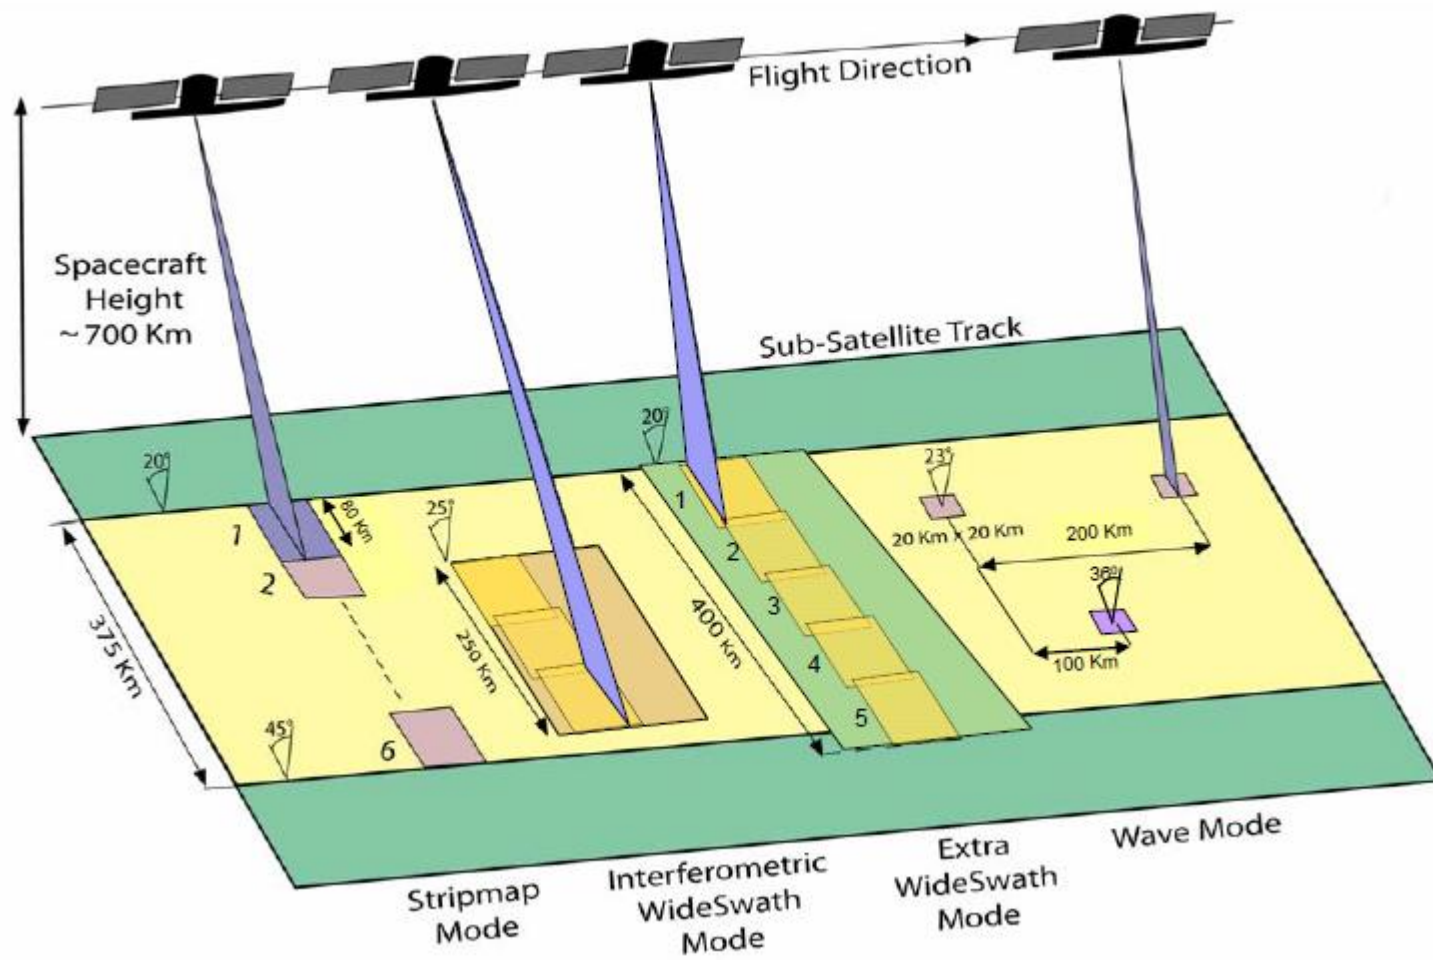 Flight Direction
Spacecraft
Height
~700 Km
Sub-Satellite Track
20°
20°
23°
80 Km
1
1
25°
20 Km × 20 Km
200 Km
2
2
36°
3
375 Km
250 Km
400 Km
4
100 Km
45°
6
5
Stripmap
Mode
Interferometric
WideSwath
Mode
Extra
WideSwath
Mode
Wave Mode